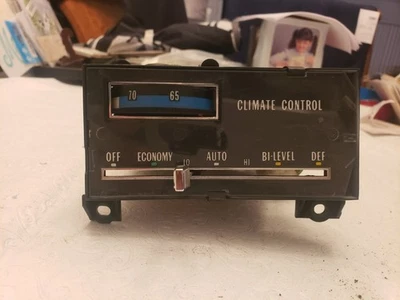 70 65
CLIMATE CONTROL
OFF ECONOMY AUTO BI-LEVEL DEF
LO HI